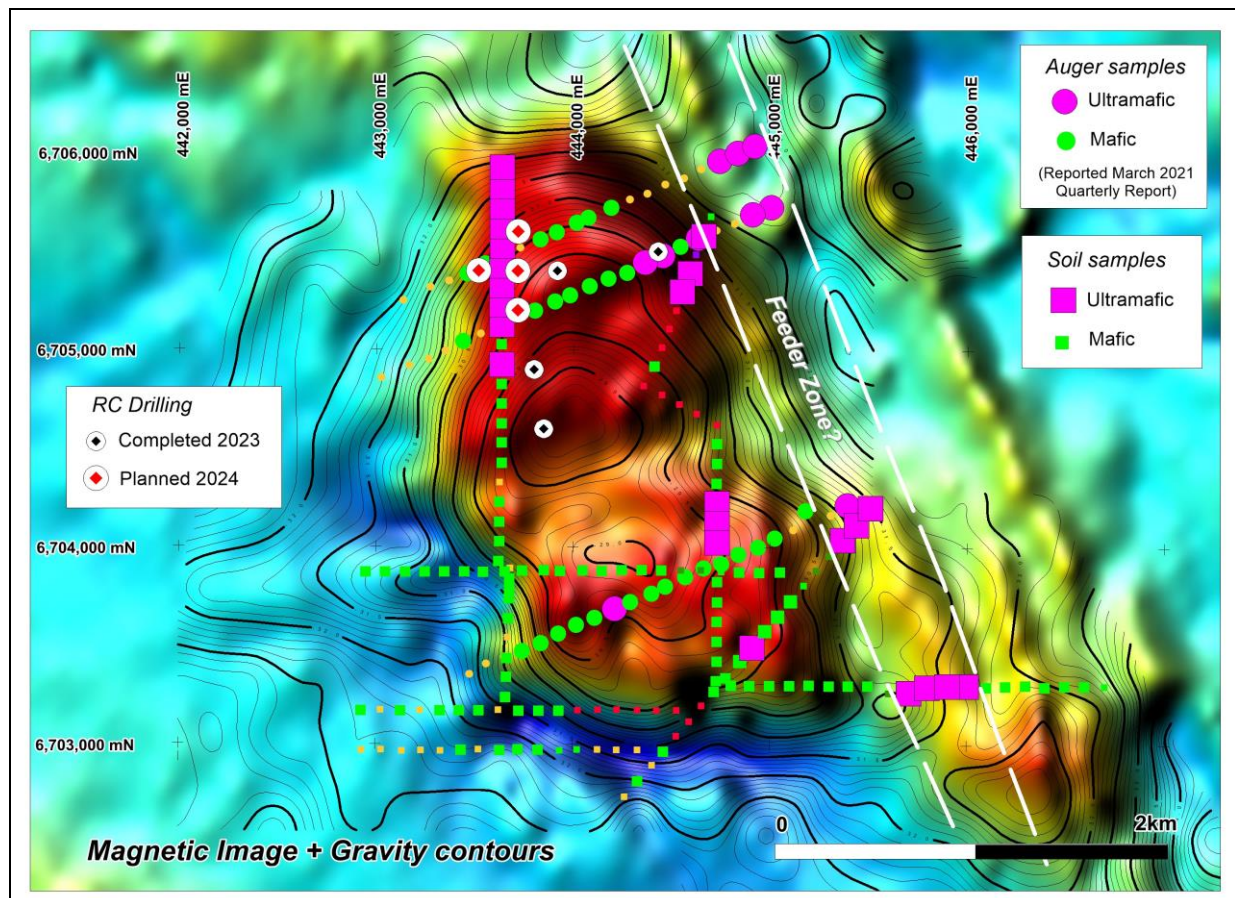 442,000 mE
443,000 mE
444,000 mE
445,000 mE
446,000 mE
6,706,000 mN
6,705,000 mN
6,704,000 mN
6,703,000 mN
Auger samples
Ultramafic
Mafic
(Reported March 2021
Quarterly Report)
Soil samples
Ultramafic
Mafic
RC Drilling
Completed 2023
Planned 2024
Feeder Zone?
Magnetic Image + Gravity contours
0
2km